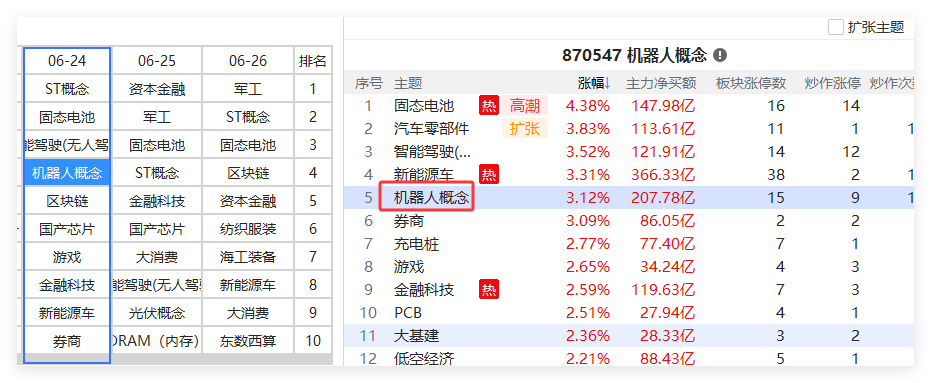 扩张主题
06-24 06-25 06-26 排名
ST概念 资本金融 军工 1
固态电池 军工 ST概念 2
能驾驶(无人驾 固态电池 固态电池 3
机器人概念 ST概念 区块链 4
区块链 金融科技 资本金融 5
国产芯片 国产芯片 纺织服装 6
游戏 大消费 海工装备 7
金融科技 能驾驶(无人驾 新能源车 8
新能源车 光伏概念 大消费 9
券商 DRAM（内存） 东数西算 10
870547 机器人概念
序号 主题 涨幅↓ 主力净买额 板块涨停数 炒作涨停 炒作次数
1 固态电池 热 高潮 4.38% 147.98亿 16 14
2 汽车零部件 扩张 3.83% 113.61亿 11 1 1
3 智能驾驶(... 3.52% 121.91亿 14 12
4 新能源车 热 3.31% 366.33亿 38 2 1
5 机器人概念 3.12% 207.78亿 15 9 1
6 券商 3.09% 86.05亿 2 2
7 充电桩 2.77% 77.40亿 7 1
8 游戏 2.65% 34.24亿 4 3
9 金融科技 热 2.59% 119.63亿 7 3
10 PCB 2.51% 27.94亿 4 1
11 大基建 2.36% 28.33亿 3 2
12 低空经济 2.21% 88.43亿 5 1